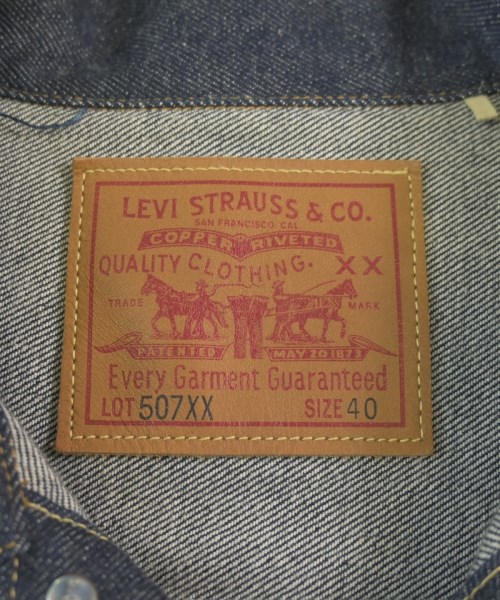 LEVI STRAUSS & CO.
SAN FRANCISCO, CAL.
COPPER RIVETED
QUALITY CLOTHING. XX
TRADE MARK
PATENTED MAY 20 1873
Every Garment Guaranteed
LOT 507XX SIZE 40